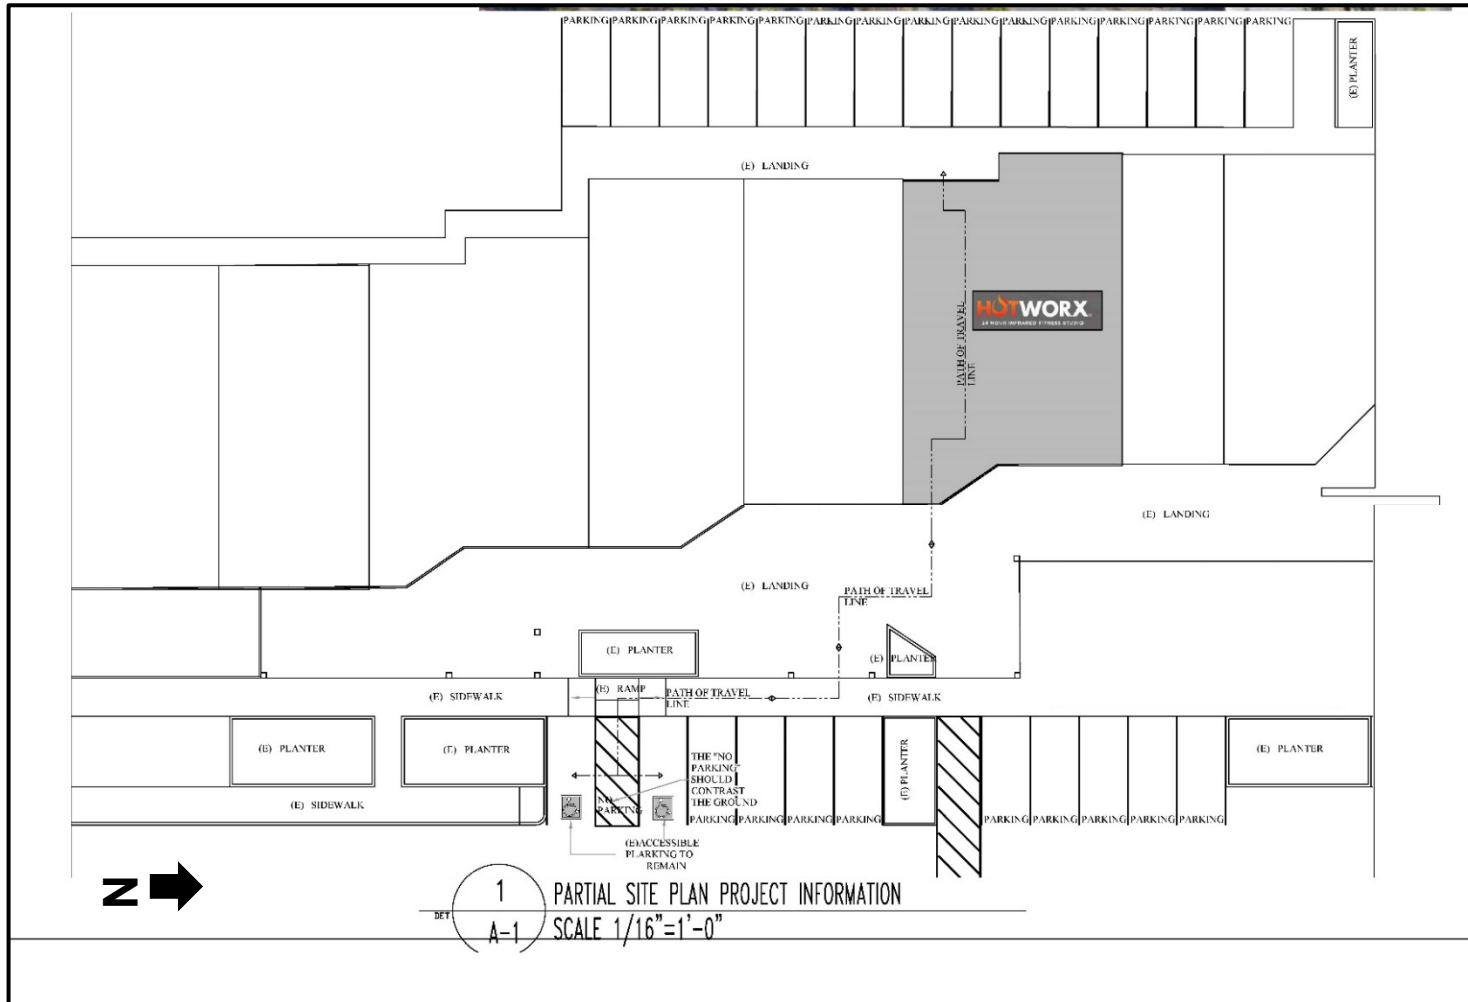 PARKING PARKING PARKING PARKING PARKING PARKING PARKING PARKING PARKING PARKING PARKING PARKING PARKING PARKING PARKING
(E) PLANTER
(E) LANDING
HOTWORX
24 HOUR INFRARED FITNESS STUDIO
PATH OF TRAVEL
LINE
(E) LANDING
(E) LANDING
PATH OF TRAVEL
LINE
(E) PLANTER
(E) PLANTER
(E) SIDEWALK
(E) RAMP
PATH OF TRAVEL
LINE
(E) SIDEWALK
(E) PLANTER
(E) PLANTER
(E) PLANTER
(E) PLANTER
THE "NO
PARKING"
SHOULD
CONTRAST
THE GROUND
(E) SIDEWALK
NO
PARKING
PARKING PARKING PARKING PARKING
PARKING PARKING PARKING PARKING PARKING
(E)ACCESSIBLE
PLARKING TO
REMAIN
N
DET
1
A-1
PARTIAL SITE PLAN PROJECT INFORMATION
SCALE 1/16"=1'-0"